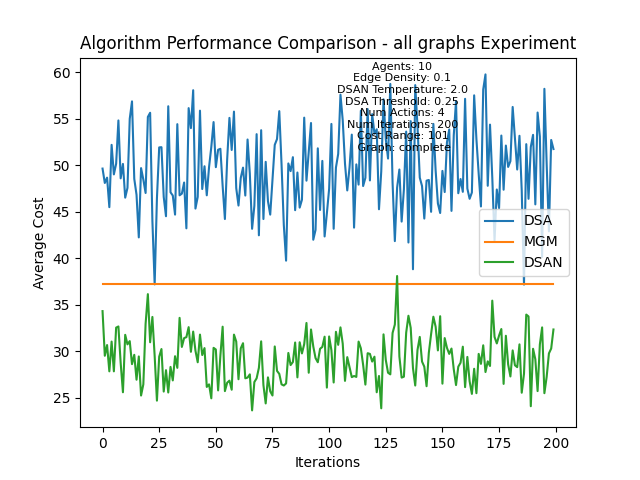 Algorithm Performance Comparison - all graphs Experiment
Agents: 10
Edge Density: 0.1
DSAN Temperature: 2.0
DSA Threshold: 0.25
Num Actions: 4
Num Iterations: 200
Cost Range: 101
Graph: complete
60
55
50
45
40
35
30
25
Average Cost
DSA
MGM
DSAN
0
25
50
75
100
125
150
175
200
Iterations